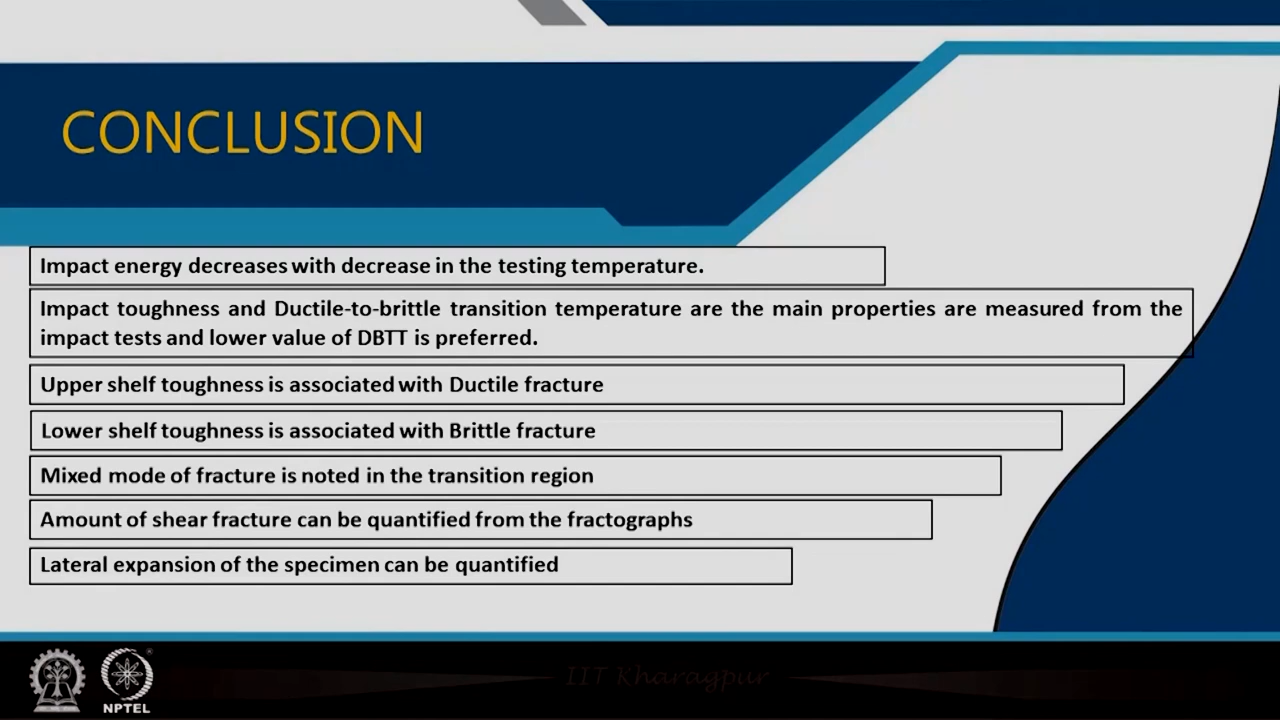 CONCLUSION
Impact energy decreases with decrease in the testing temperature.
Impact toughness and Ductile-to-brittle transition temperature are the main properties are measured from the
impact tests and lower value of DBTT is preferred.
Upper shelf toughness is associated with Ductile fracture
Lower shelf toughness is associated with Brittle fracture
Mixed mode of fracture is noted in the transition region
Amount of shear fracture can be quantified from the fractographs
Lateral expansion of the specimen can be quantified
IIT Kharagpur
NPTEL